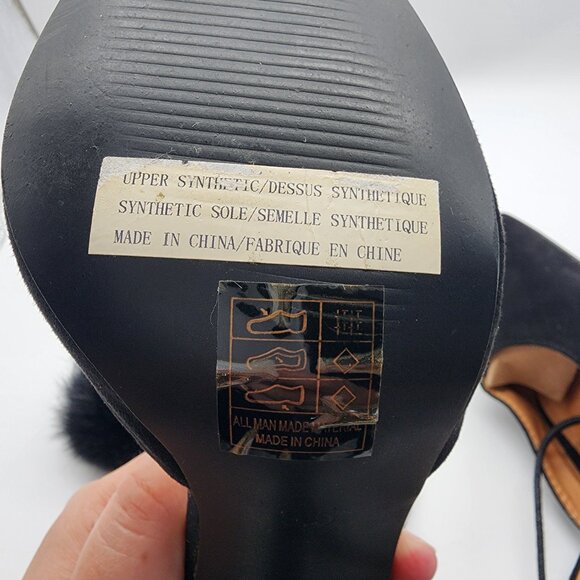 UPPER SYNTHETIC/DESSUS SYNTHETIQUE
SYNTHETIC SOLE/SEMELLE SYNTHETIQUE
MADE IN CHINA/FABRIQUE EN CHINE
ALL MAN MADE MATERIAL
MADE IN CHINA